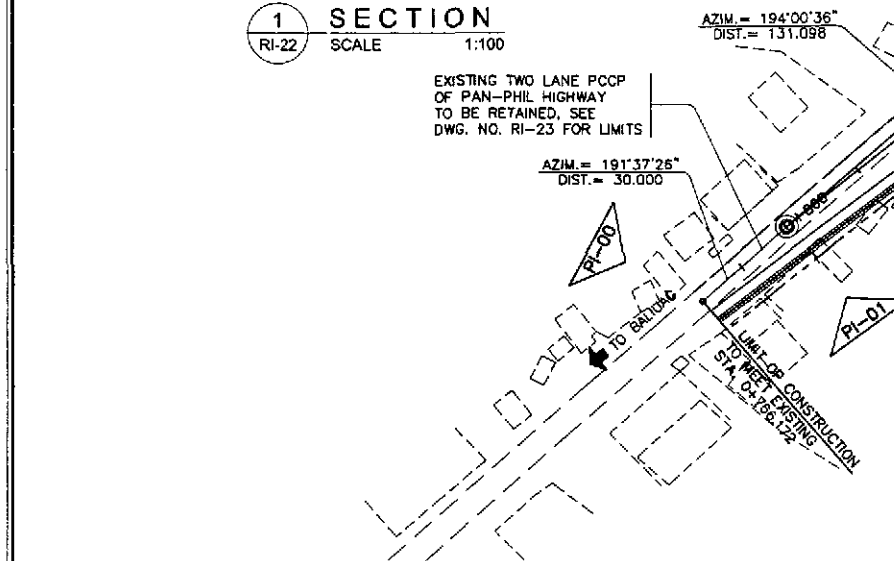 1
RI-22
SECTION
SCALE 1:100
AZIM.= 194°00'36"
DIST.= 131.098
EXISTING TWO LANE PCCP
OF PAN-PHIL HIGHWAY
TO BE RETAINED, SEE
DWG. NO. RI-23 FOR LIMITS
AZIM.= 191°37'26"
DIST.= 30.000
PI-00
PI-01
TO BALIUAG
LIMIT OF CONSTRUCTION
TO MEET EXISTING
STA. 0+766.172